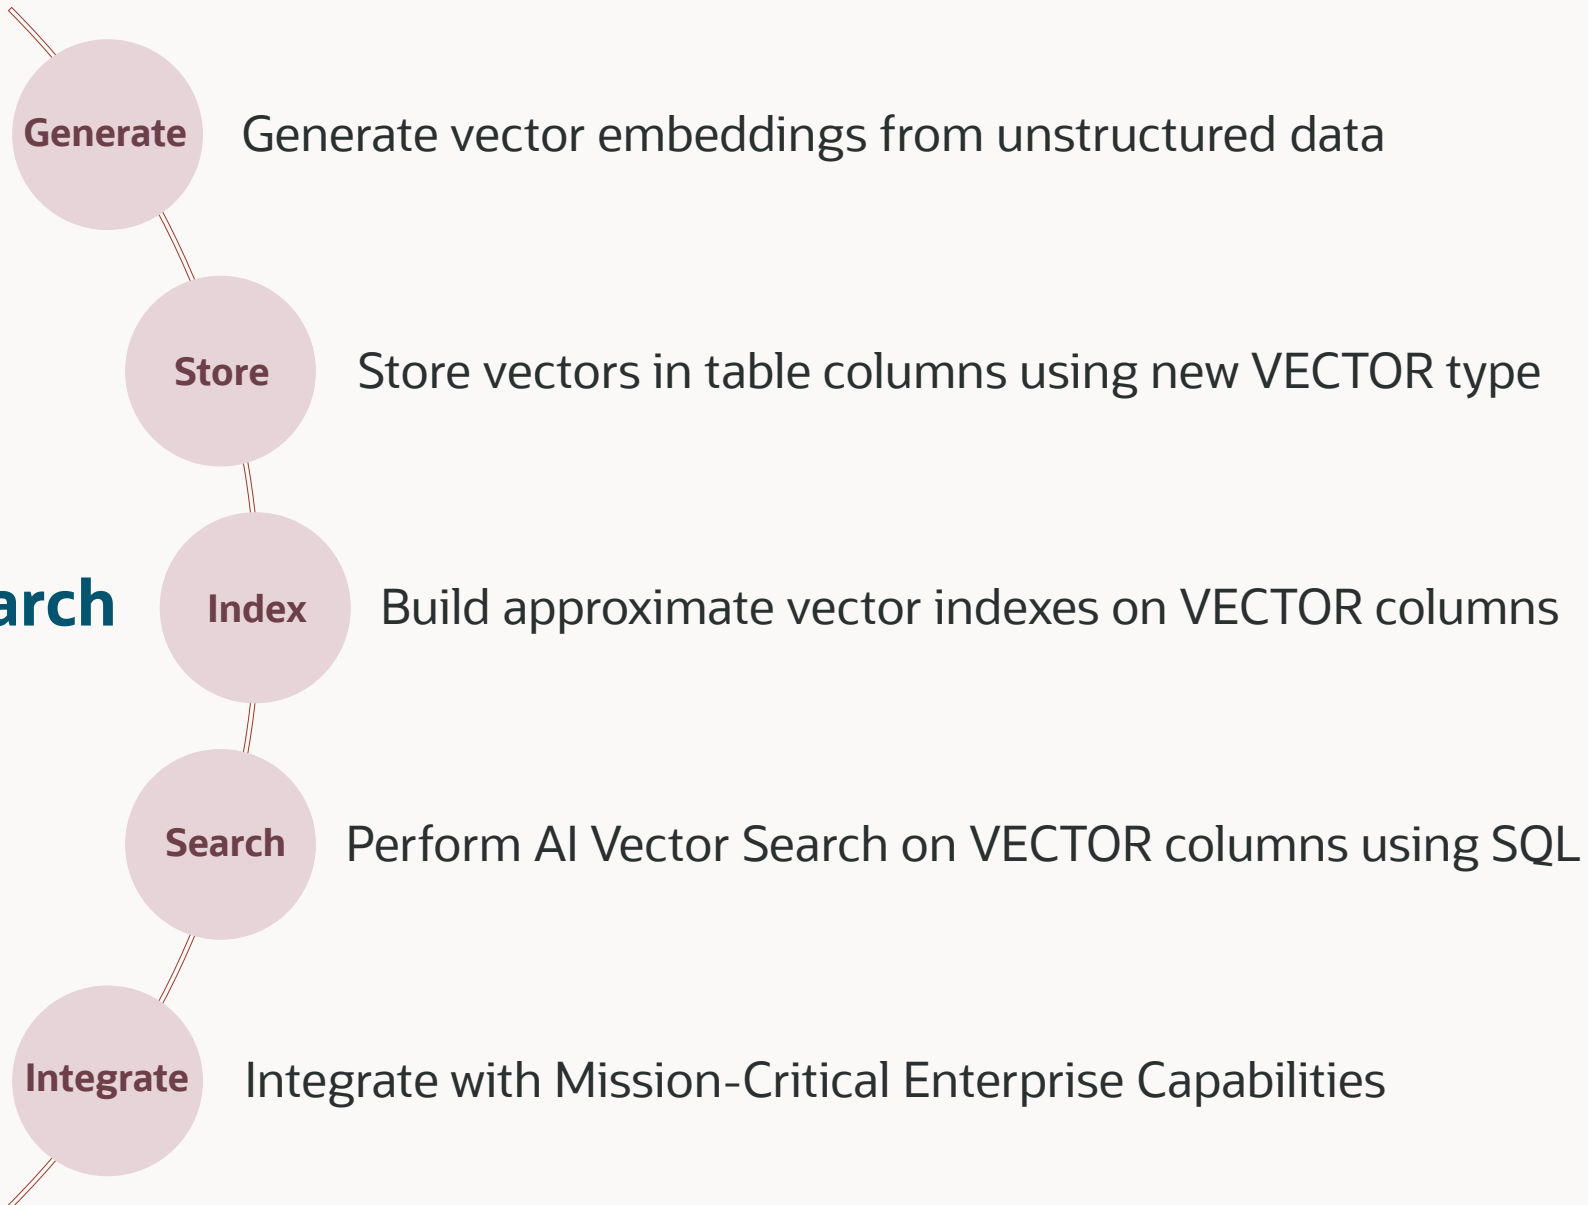 Generate
Generate vector embeddings from unstructured data
Store
Store vectors in table columns using new VECTOR type
arch
Index
Build approximate vector indexes on VECTOR columns
Search
Perform AI Vector Search on VECTOR columns using SQL
Integrate
Integrate with Mission-Critical Enterprise Capabilities